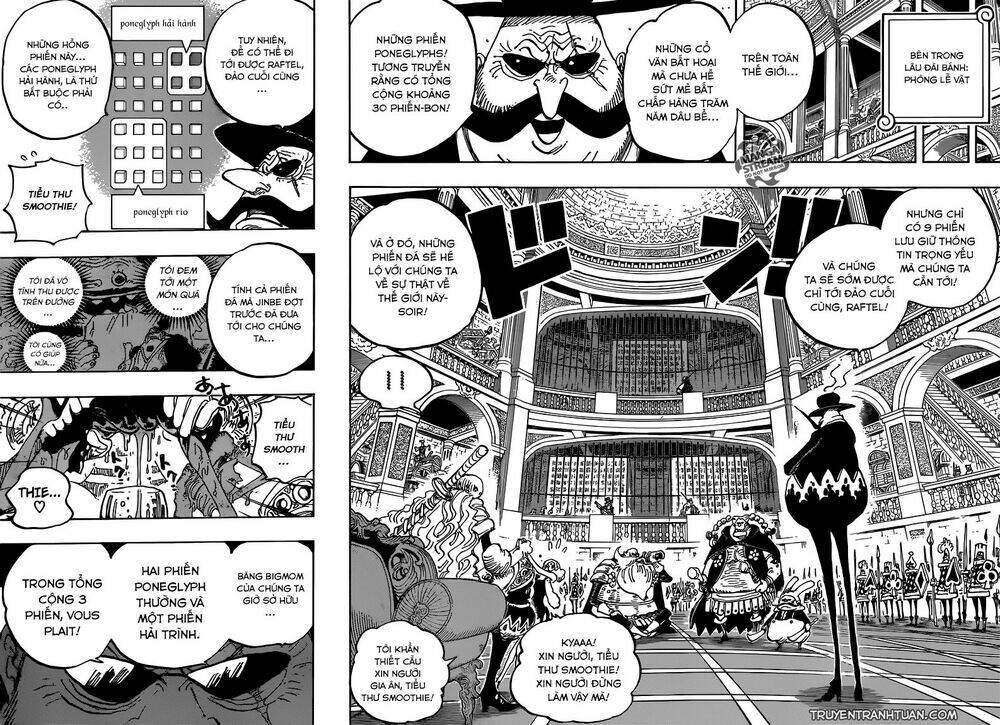 BÊN TRONG
LÂU ĐÀI BÁNH:
PHÒNG LỄ VẬT
TRÊN TOÀN
THẾ GIỚI...
NHỮNG CỔ
VĂN BẤT HOẠI
MÀ CHƯA HỀ
SỨT MẺ BẤT
CHẤP HÀNG TRĂM
NĂM DÂU BỂ...
NHỮNG PHIẾN
PONEGLYPHS!
TƯƠNG TRUYỀN
RẰNG CÓ TỔNG
CỘNG KHOẢNG
30 PHIẾN-BON!
MANGA
STREAM
NHƯNG CHỈ
CÓ 9 PHIẾN
LƯU GIỮ THÔNG
TIN TRỌNG YẾU
MÀ CHÚNG TA
CẦN TỚI!
VÀ CHÚNG
TA SẼ SỚM ĐƯỢC
CHỈ TỚI ĐẢO CUỐI
CÙNG, RAFTEL!
VÀ Ở ĐÓ, NHỮNG
PHIẾN ĐÁ SẼ HÉ
LỘ VỚI CHÚNG TA
VỀ SỰ THẬT VỀ
THẾ GIỚI NÀY-
SOIR!
ド
ン
!!
KYAAA!
XIN NGƯỜI, TIỂU
THƯ SMOOTHIE!
XIN NGƯỜI ĐỪNG
LÀM VẬY MÀ!
TÔI KHẨN
THIẾT CẦU
XIN NGƯỜI
GIA ÂN, TIỂU
THƯ SMOOTHIE!
TUY NHIÊN,
ĐỂ CÓ THỂ ĐI
TỚI ĐƯỢC RAFTEL,
ĐẢO CUỐI CÙNG
poneglyph hải hành
NHỮNG HỒNG
PHIẾN NÀY...
CÁC PONEGLYPH
HẢI HÀNH, LÀ THỨ
BẮT BUỘC PHẢI
CÓ..
poneglyph rio
TIỂU THƯ
SMOOTHIE!
TÍNH CẢ PHIẾN
ĐÁ MÀ JINBE ĐỢT
TRƯỚC ĐÃ ĐƯA
TỚI CHO CHÚNG
TA...
TÔI ĐEM
TỚI MỘT
MÓN QUÀ
...
TÔI ĐÃ VÔ
TÌNH THU ĐƯỢC
TRÊN ĐƯỜNG
...
TÔI CŨNG
CÓ GIÚP
NỮA...
TIỂU
THƯ
SMOOTH
...
THIE...
♡
BĂNG BIGMOM
CỦA CHÚNG TA
GIỜ SỞ HỮU
...
HAI PHIẾN
PONEGLYPH
THƯỜNG VÀ
MỘT PHIẾN
HẢI TRÌNH.
TRONG TỔNG
CỘNG 3
PHIẾN, VOUS
PLAIT!
TRUYENTRANHTUAN.COM